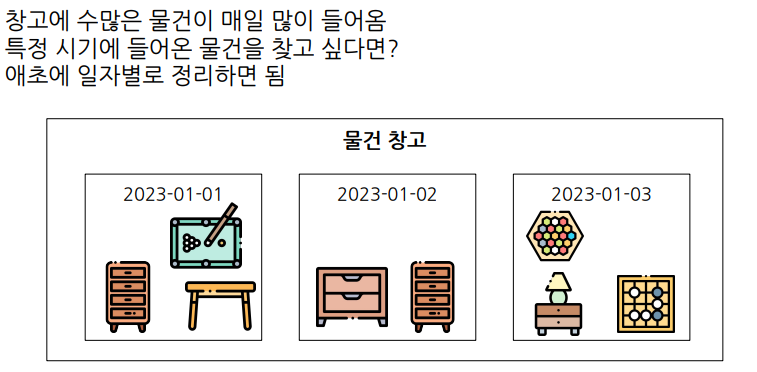 창고에 수많은 물건이 매일 많이 들어옴
특정 시기에 들어온 물건을 찾고 싶다면?
애초에 일자별로 정리하면 됨
물건 창고
2023-01-01
2023-01-02
2023-01-03